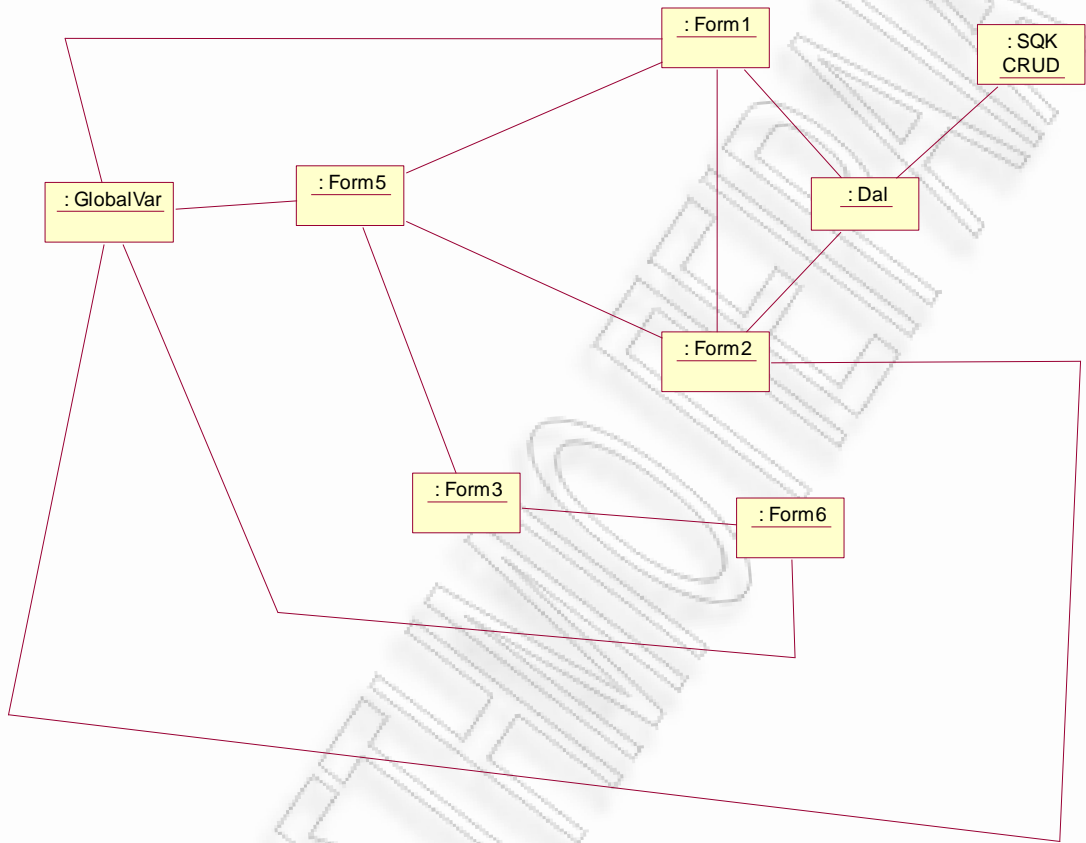 : Form1
: SQK
CRUD
: Form5
: Dal
: GlobalVar
: Form2
: Form3
: Form6